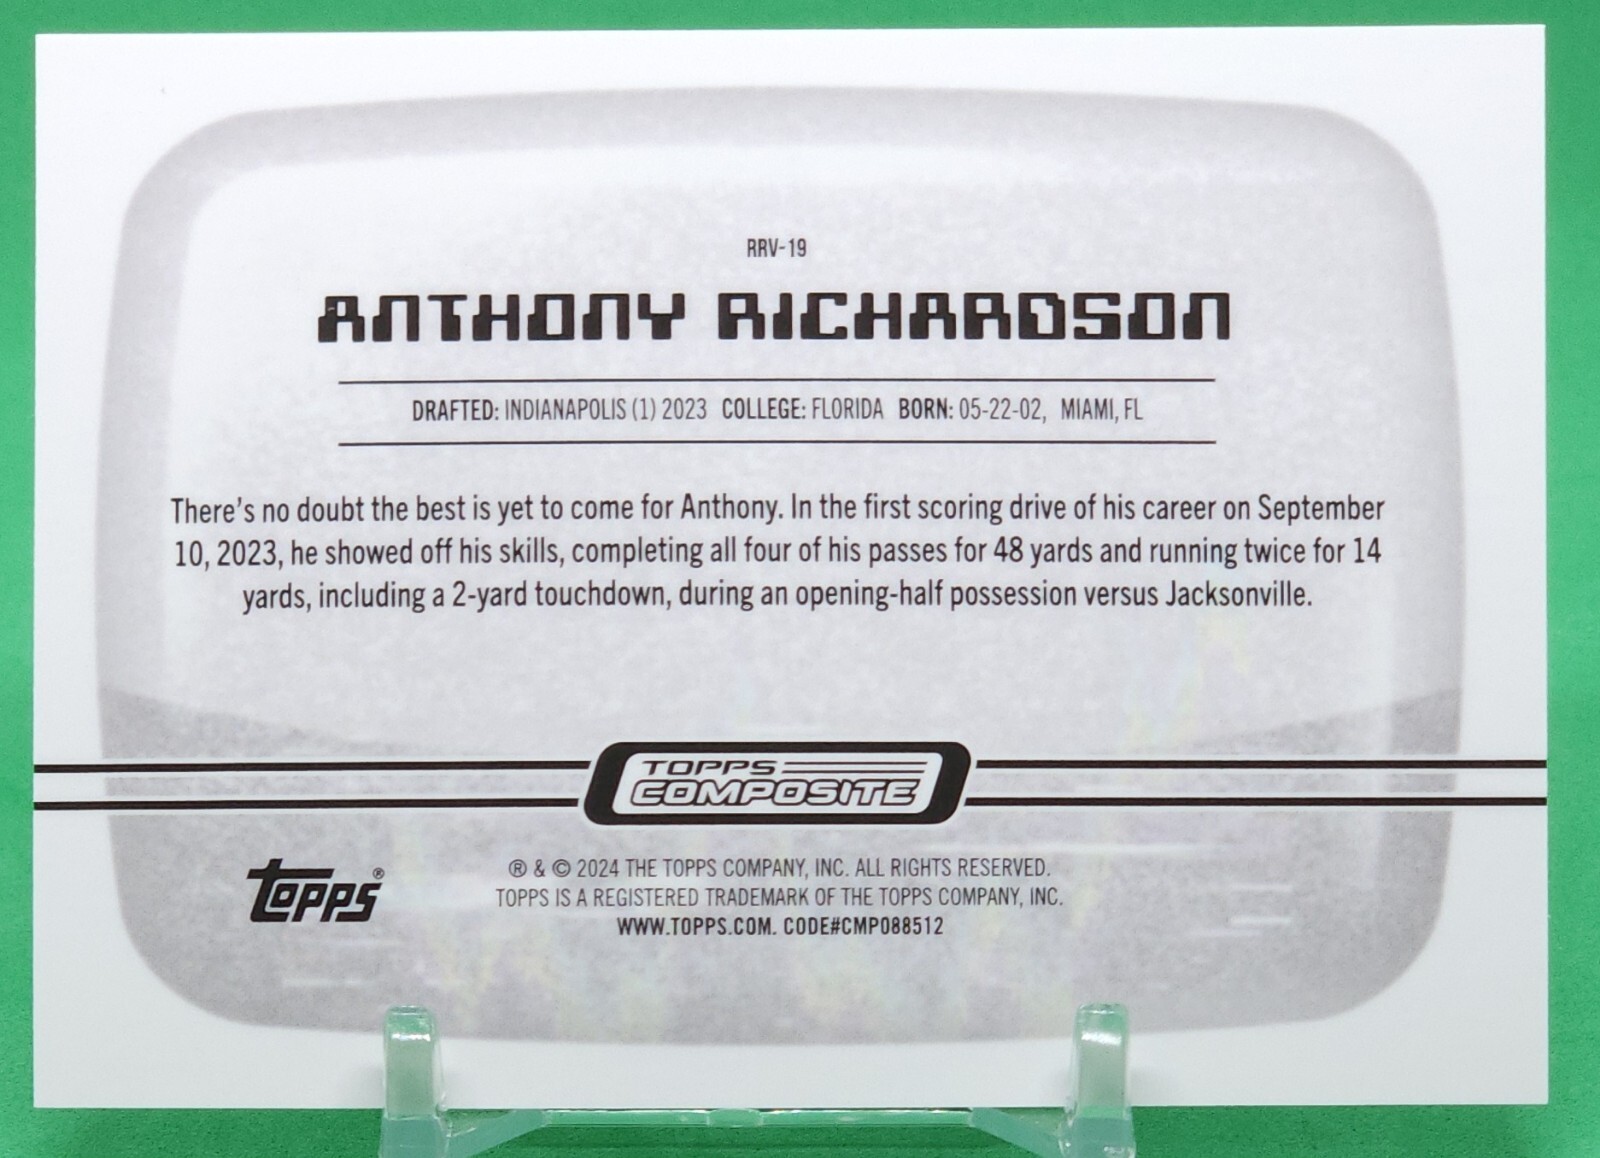 RRV-19
ANTHONY RICHARDSON
DRAFTED: INDIANAPOLIS (1) 2023 COLLEGE: FLORIDA BORN: 05-22-02, MIAMI, FL
There's no doubt the best is yet to come for Anthony. In the first scoring drive of his career on September
10, 2023, he showed off his skills, completing all four of his passes for 48 yards and running twice for 14
yards, including a 2-yard touchdown, during an opening-half possession versus Jacksonville.
TOPPS
COMPOSITE
topps®
® & © 2024 THE TOPPS COMPANY, INC. ALL RIGHTS RESERVED.
TOPPS IS A REGISTERED TRADEMARK OF THE TOPPS COMPANY, INC.
WWW.TOPPS.COM. CODE#CMP088512